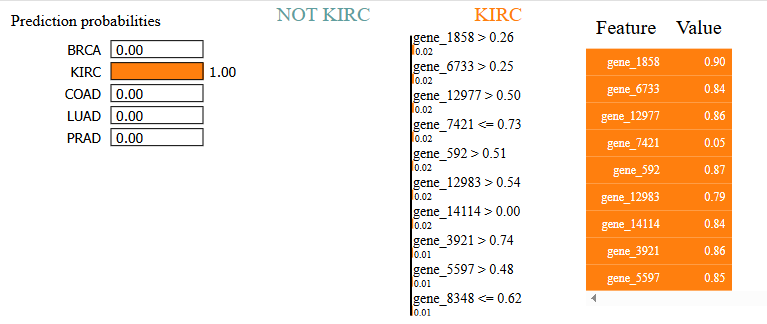 Prediction probabilities
BRCA 0.00
KIRC 1.00
COAD 0.00
LUAD 0.00
PRAD 0.00
NOT KIRC KIRC
gene_1858 > 0.26
0.02
gene_6733 > 0.25
0.02
gene_12977 > 0.50
0.02
gene_7421 <= 0.73
0.02
gene_592 > 0.51
0.02
gene_12983 > 0.54
0.02
gene_14114 > 0.00
0.02
gene_3921 > 0.74
0.01
gene_5597 > 0.48
0.01
gene_8348 <= 0.62
0.01
Feature Value
gene_1858 0.90
gene_6733 0.84
gene_12977 0.86
gene_7421 0.05
gene_592 0.87
gene_12983 0.79
gene_14114 0.84
gene_3921 0.86
gene_5597 0.85